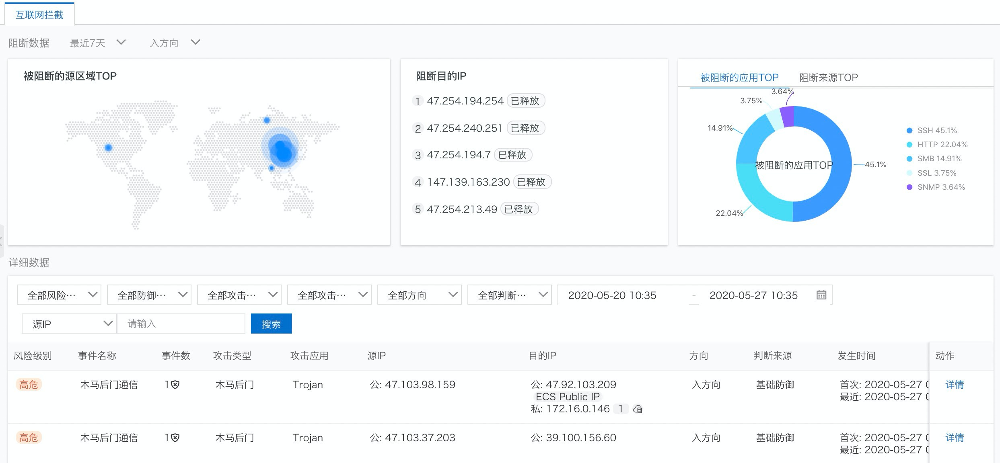 互联网拦截
阻断数据 最近7天 入方向
被阻断的源区域TOP
阻断目的IP
1 47.254.194.254 已释放
2 47.254.240.251 已释放
3 47.254.194.7 已释放
4 147.139.163.230 已释放
5 47.254.213.49 已释放
被阻断的应用TOP 阻断来源TOP
3.64%
3.75%
14.91%
被阻断的应用TOP
45.1%
22.04%
SSH 45.1%
HTTP 22.04%
SMB 14.91%
SSL 3.75%
SNMP 3.64%
详细数据
全部风险··· 全部防御··· 全部攻击··· 全部攻击··· 全部方向 全部判断··· 2020-05-20 10:35 - 2020-05-27 10:35
源IP 请输入 搜索
风险级别 事件名称 事件数 攻击类型 攻击应用 源IP 目的IP 方向 判断来源 发生时间 动作
高危 木马后门通信 1 木马后门 Trojan 公: 47.103.98.159 公: 47.92.103.209 入方向 基础防御 首次: 2020-05-27 详情
ECS Public IP 最近: 2020-05-27
私: 172.16.0.146 1
高危 木马后门通信 1 木马后门 Trojan 公: 47.103.37.203 公: 39.100.156.60 入方向 基础防御 首次: 2020-05-27 详情
最近: 2020-05-27